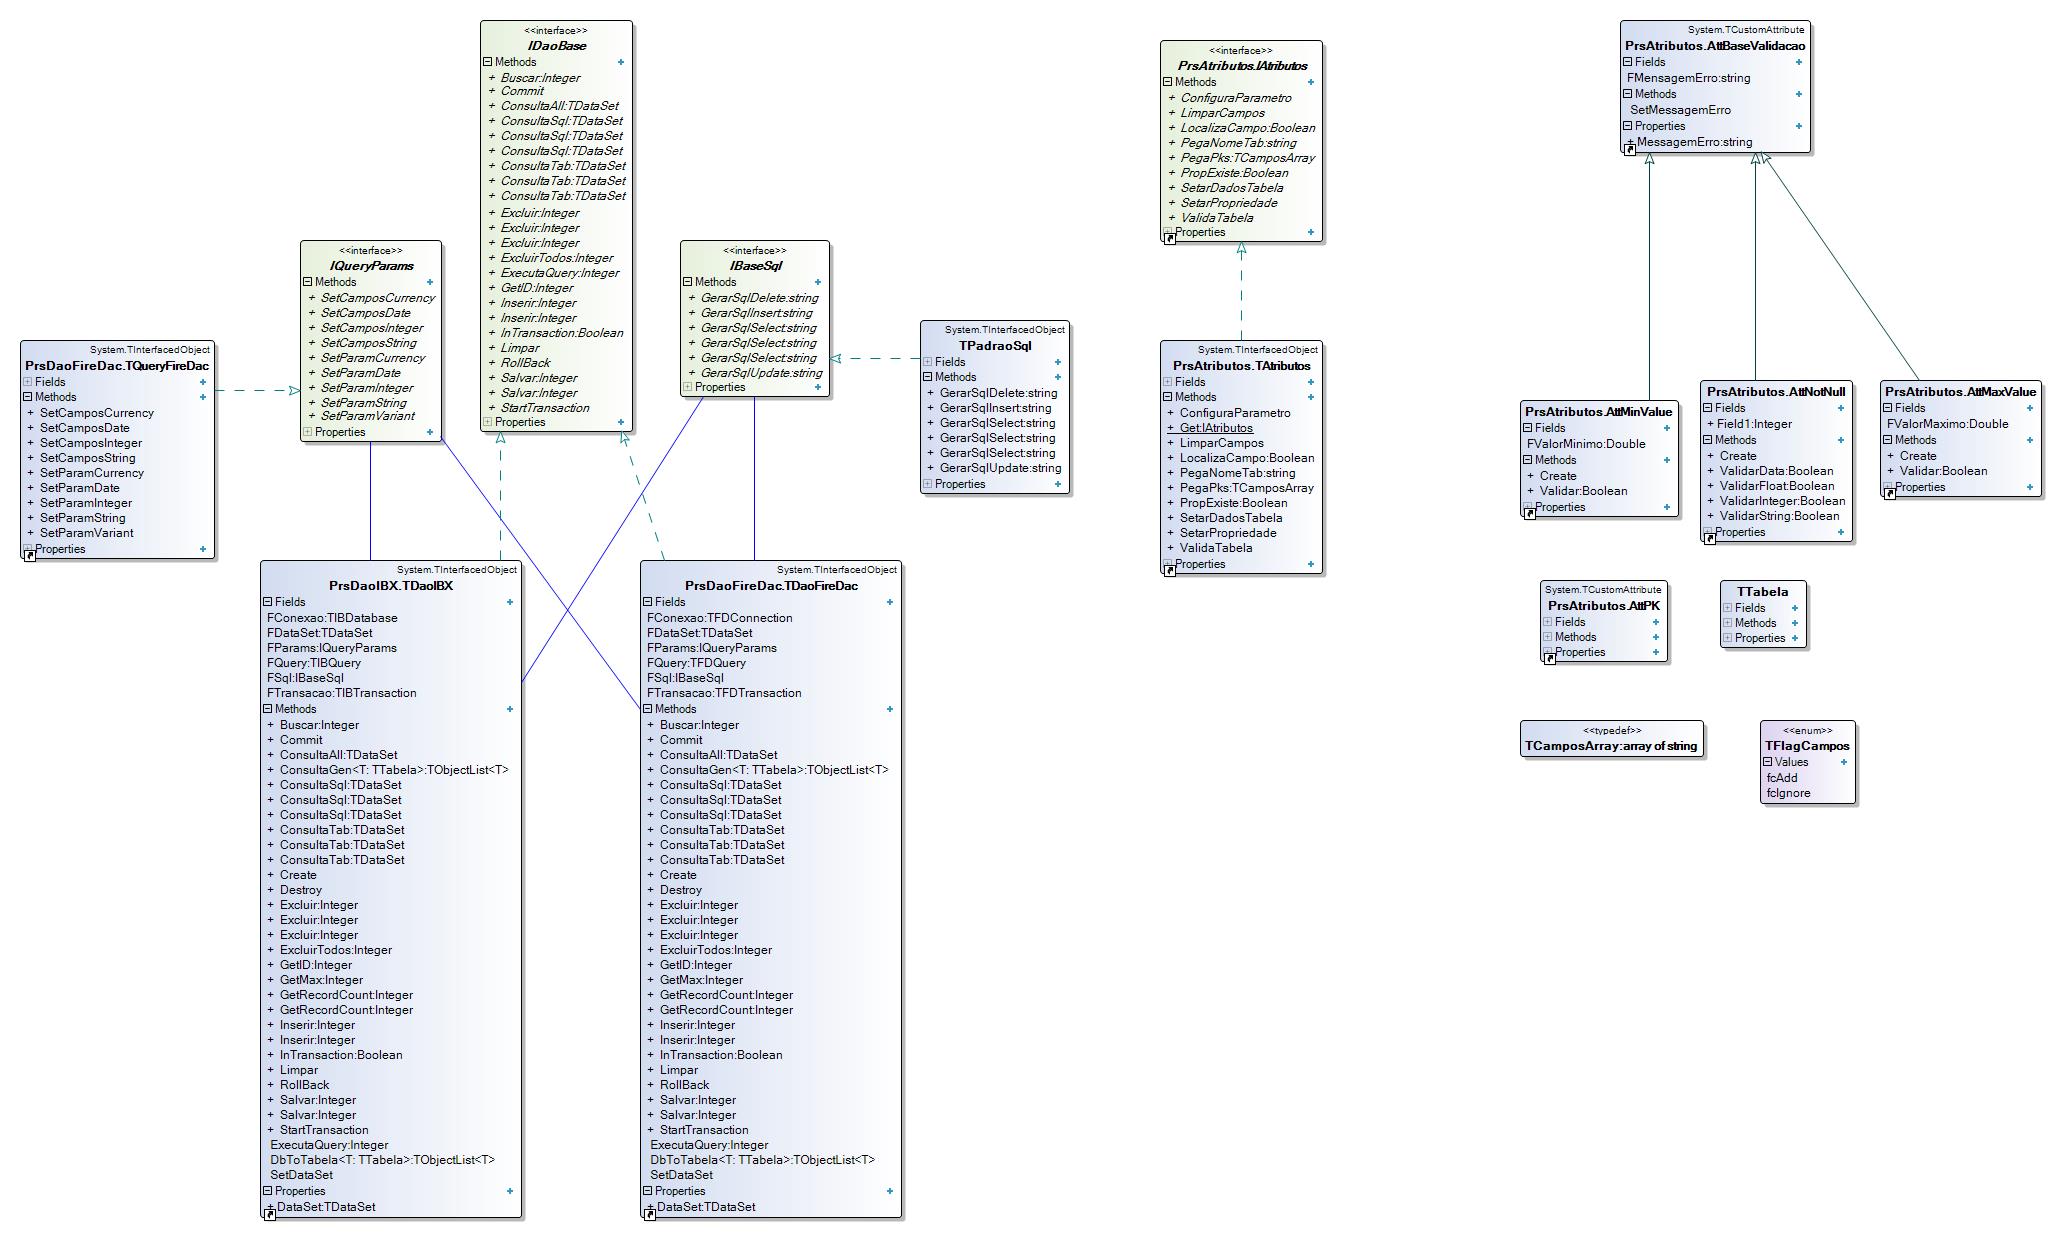 <<interface>>
IDaoBase
Methods
+ Buscar:Integer
+ Commit
+ ConsultaAll:TDataSet
+ ConsultaSql:TDataSet
+ ConsultaSql:TDataSet
+ ConsultaSql:TDataSet
+ ConsultaTab:TDataSet
+ ConsultaTab:TDataSet
+ ConsultaTab:TDataSet
+ Excluir:Integer
+ Excluir:Integer
+ Excluir:Integer
+ ExcluirTodos:Integer
+ ExecutaQuery:Integer
+ GetID:Integer
+ Inserir:Integer
+ Inserir:Integer
+ InTransaction:Boolean
+ Limpar
+ RollBack
+ Salvar:Integer
+ Salvar:Integer
+ StartTransaction
Properties
<<interface>>
IQueryParams
Methods
+ SetCamposCurrency
+ SetCamposDate
+ SetCamposInteger
+ SetCamposString
+ SetParamCurrency
+ SetParamDate
+ SetParamInteger
+ SetParamString
+ SetParamVariant
Properties
<<interface>>
IBaseSql
Methods
+ GerarSqlDelete:string
+ GerarSqlInsert:string
+ GerarSqlSelect:string
+ GerarSqlSelect:string
+ GerarSqlSelect:string
+ GerarSqlUpdate:string
Properties
System.TInterfacedObject
PrsDaoFireDac.TQueryFireDac
Fields
Methods
+ SetCamposCurrency
+ SetCamposDate
+ SetCamposInteger
+ SetCamposString
+ SetParamCurrency
+ SetParamDate
+ SetParamInteger
+ SetParamString
+ SetParamVariant
Properties
System.TInterfacedObject
TPadraoSql
Fields
Methods
+ GerarSqlDelete:string
+ GerarSqlInsert:string
+ GerarSqlSelect:string
+ GerarSqlSelect:string
+ GerarSqlSelect:string
+ GerarSqlUpdate:string
Properties
System.TInterfacedObject
PrsDaoIBX.TDaoIBX
Fields
FConexao:TIBDatabase
FDataSet:TDataSet
FParams:IQueryParams
FQuery:TIBQuery
FSql:IBaseSql
FTransacao:TIBTransaction
Methods
+ Buscar:Integer
+ Commit
+ ConsultaAll:TDataSet
+ ConsultaGen<T: TTabela>:TObjectList<T>
+ ConsultaSql:TDataSet
+ ConsultaSql:TDataSet
+ ConsultaSql:TDataSet
+ ConsultaTab:TDataSet
+ ConsultaTab:TDataSet
+ ConsultaTab:TDataSet
+ Create
+ Destroy
+ Excluir:Integer
+ Excluir:Integer
+ Excluir:Integer
+ ExcluirTodos:Integer
+ GetID:Integer
+ GetMax:Integer
+ GetRecordCount:Integer
+ GetRecordCount:Integer
+ Inserir:Integer
+ Inserir:Integer
+ InTransaction:Boolean
+ Limpar
+ RollBack
+ Salvar:Integer
+ Salvar:Integer
+ StartTransaction
ExecutaQuery:Integer
DbToTabela<T: TTabela>:TObjectList<T>
SetDataSet
Properties
+ DataSet:TDataSet
System.TInterfacedObject
PrsDaoFireDac.TDaoFireDac
Fields
FConexao:TFDConnection
FDataSet:TDataSet
FParams:IQueryParams
FQuery:TFDQuery
FSql:IBaseSql
FTransacao:TFDTransaction
Methods
+ Buscar:Integer
+ Commit
+ ConsultaAll:TDataSet
+ ConsultaGen<T: TTabela>:TObjectList<T>
+ ConsultaSql:TDataSet
+ ConsultaSql:TDataSet
+ ConsultaSql:TDataSet
+ ConsultaTab:TDataSet
+ ConsultaTab:TDataSet
+ ConsultaTab:TDataSet
+ Create
+ Destroy
+ Excluir:Integer
+ Excluir:Integer
+ Excluir:Integer
+ ExcluirTodos:Integer
+ GetID:Integer
+ GetMax:Integer
+ GetRecordCount:Integer
+ GetRecordCount:Integer
+ Inserir:Integer
+ Inserir:Integer
+ InTransaction:Boolean
+ Limpar
+ RollBack
+ Salvar:Integer
+ Salvar:Integer
+ StartTransaction
ExecutaQuery:Integer
DbToTabela<T: TTabela>:TObjectList<T>
SetDataSet
Properties
+ DataSet:TDataSet
<<interface>>
PrsAtributos.IAtributos
Methods
+ ConfiguraParametro
+ LimparCampos
+ LocalizaCampo:Boolean
+ PegaNomeTab:string
+ PegaPks:TCamposArray
+ PropExiste:Boolean
+ SetarDadosTabela
+ SetarPropriedade
+ ValidaTabela
Properties
System.TInterfacedObject
PrsAtributos.TAtributos
Fields
Methods
+ ConfiguraParametro
+ Get:IAtributos
+ LimparCampos
+ LocalizaCampo:Boolean
+ PegaNomeTab:string
+ PegaPks:TCamposArray
+ PropExiste:Boolean
+ SetarDadosTabela
+ SetarPropriedade
+ ValidaTabela
Properties
System.TCustomAttribute
PrsAtributos.AttBaseValidacao
Fields
FMensagemErro:string
Methods
SetMessagemErro
Properties
+ MessagemErro:string
PrsAtributos.AttMinValue
Fields
FValorMinimo:Double
Methods
+ Create
+ Validar:Boolean
Properties
PrsAtributos.AttNotNull
Fields
+ Field1:Integer
Methods
+ Create
+ ValidarData:Boolean
+ ValidarFloat:Boolean
+ ValidarInteger:Boolean
+ ValidarString:Boolean
Properties
PrsAtributos.AttMaxValue
Fields
FValorMaximo:Double
Methods
+ Create
+ Validar:Boolean
Properties
System.TCustomAttribute
PrsAtributos.AttPK
Fields
Methods
Properties
TTabela
Fields
Methods
Properties
<<typedef>>
TCamposArray:array of string
<<enum>>
TFlagCampos
Values
fcAdd
fcIgnore